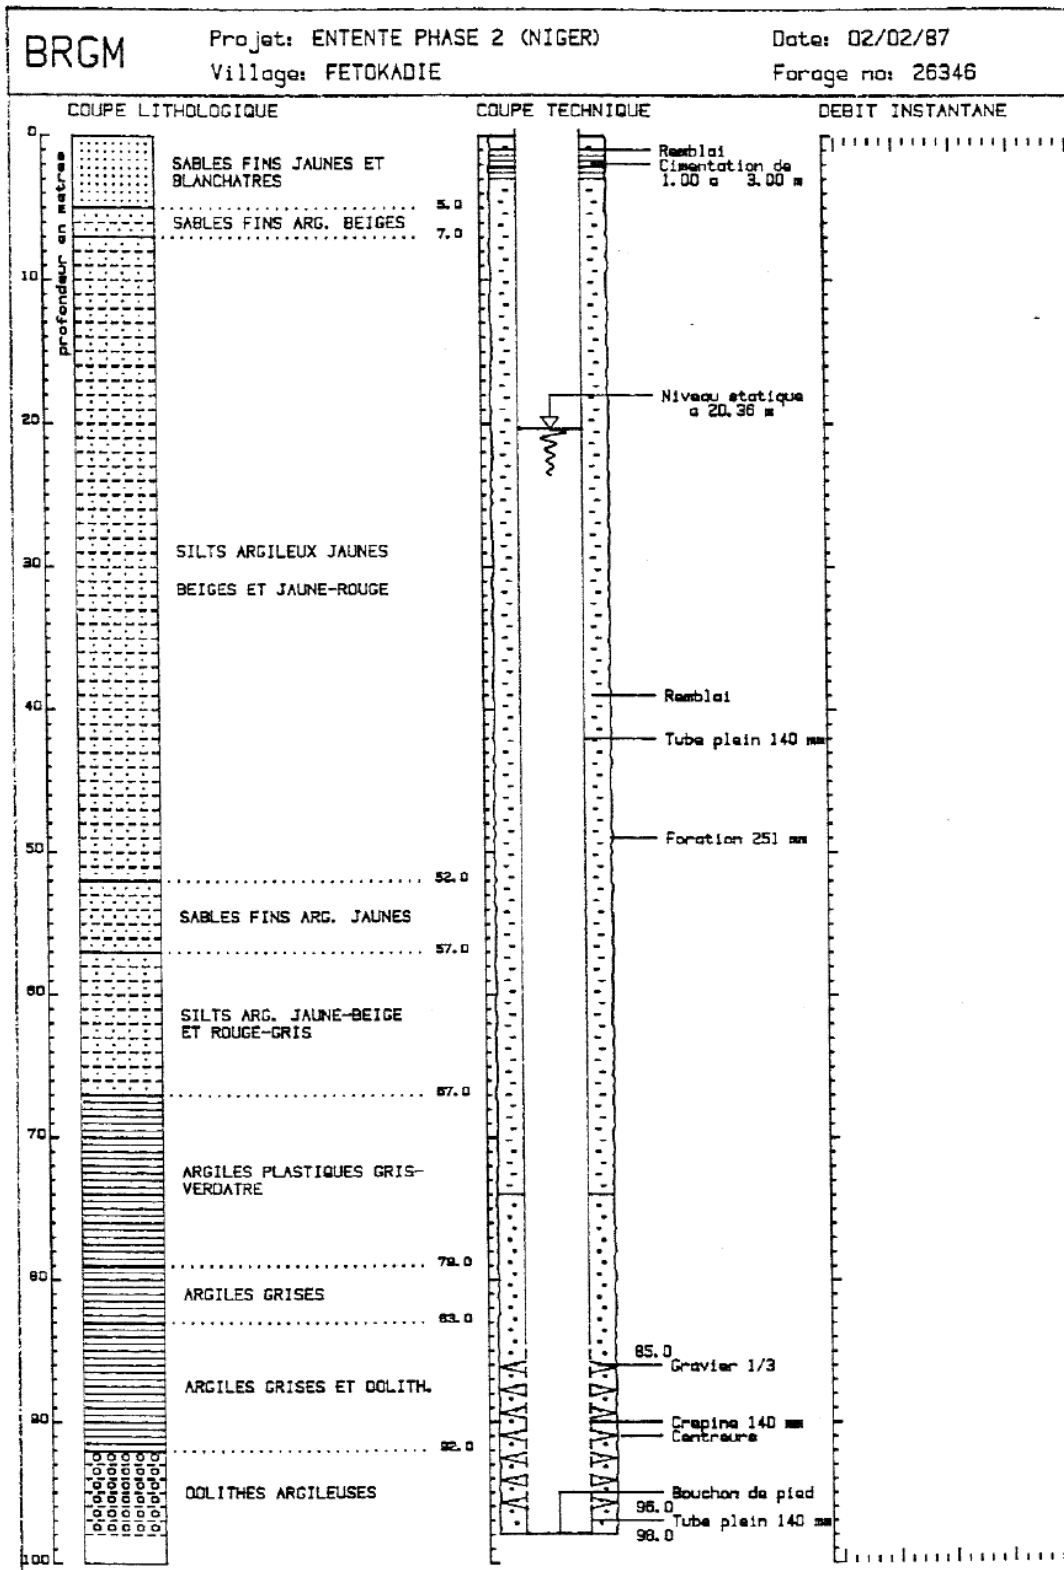 BRGM
Projet: ENTENTE PHASE 2 (NIGER)
Date: 02/02/87
Village: FETOKADIE
Forage no: 26346
COUPE LITHOLOGIQUE
COUPE TECHNIQUE
DEBIT INSTANTANE
profondeur en metres
0
10
20
30
40
50
60
70
80
90
100
SABLES FINS JAUNES ET
BLANCHATRES
5.0
SABLES FINS ARG. BEIGES
7.0
SILTS ARGILEUX JAUNES
BEIGES ET JAUNE-ROUGE
52.0
SABLES FINS ARG. JAUNES
57.0
SILTS ARG. JAUNE-BEIGE
ET ROUGE-GRIS
67.0
ARGILES PLASTIQUES GRIS-
VERDATRE
79.0
ARGILES GRISES
83.0
ARGILES GRISES ET OOLITH.
92.0
OOLITHES ARGILEUSES
Remblai
Cimentation de
1.00 a 3.00 m
Niveau statique
a 20.36 m
Remblai
Tube plein 140 mm
Foration 251 mm
85.0
Gravier 1/3
Crepine 140 mm
Centreurs
Bouchon de pied
96.0
Tube plein 140 mm
98.0